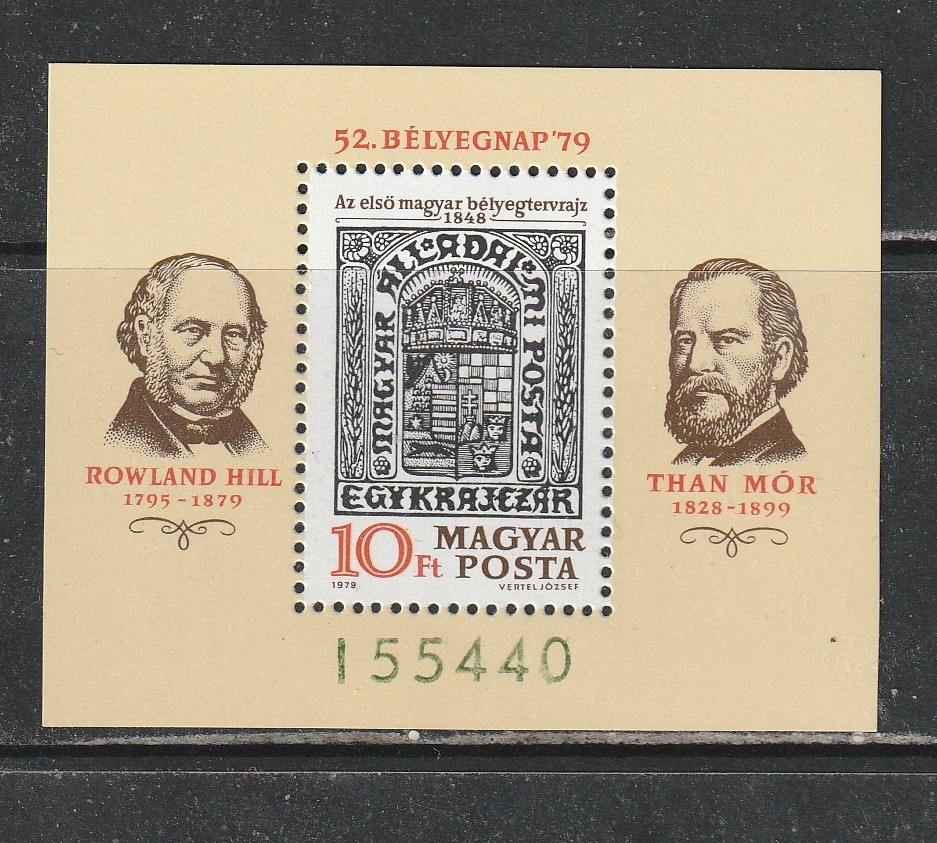 52. BÉLYEGNAP '79
Az első magyar bélyegtervrajz
1848
MAGYAR ÁLLADALMI POSTA
EGY KRAJCZÁR
10 Ft
MAGYAR
POSTA
1979
VERTEL JÓZSEF
ROWLAND HILL
1795 - 1879
THAN MÓR
1828 - 1899
155440